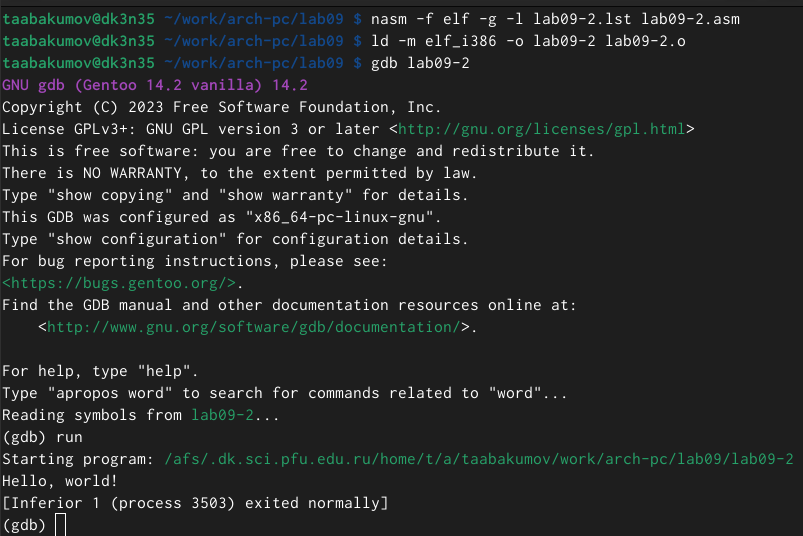 taabakumov@dk3n35 ~/work/arch-pc/lab09 $ nasm -f elf -g -l lab09-2.lst lab09-2.asm
taabakumov@dk3n35 ~/work/arch-pc/lab09 $ ld -m elf_i386 -o lab09-2 lab09-2.o
taabakumov@dk3n35 ~/work/arch-pc/lab09 $ gdb lab09-2
GNU gdb (Gentoo 14.2 vanilla) 14.2
Copyright (C) 2023 Free Software Foundation, Inc.
License GPLv3+: GNU GPL version 3 or later <http://gnu.org/licenses/gpl.html>
This is free software: you are free to change and redistribute it.
There is NO WARRANTY, to the extent permitted by law.
Type "show copying" and "show warranty" for details.
This GDB was configured as "x86_64-pc-linux-gnu".
Type "show configuration" for configuration details.
For bug reporting instructions, please see:
<https://bugs.gentoo.org/>.
Find the GDB manual and other documentation resources online at:
    <http://www.gnu.org/software/gdb/documentation/>.

For help, type "help".
Type "apropos word" to search for commands related to "word"...
Reading symbols from lab09-2...
(gdb) run
Starting program: /afs/.dk.sci.pfu.edu.ru/home/t/a/taabakumov/work/arch-pc/lab09/lab09-2
Hello, world!
[Inferior 1 (process 3503) exited normally]
(gdb)